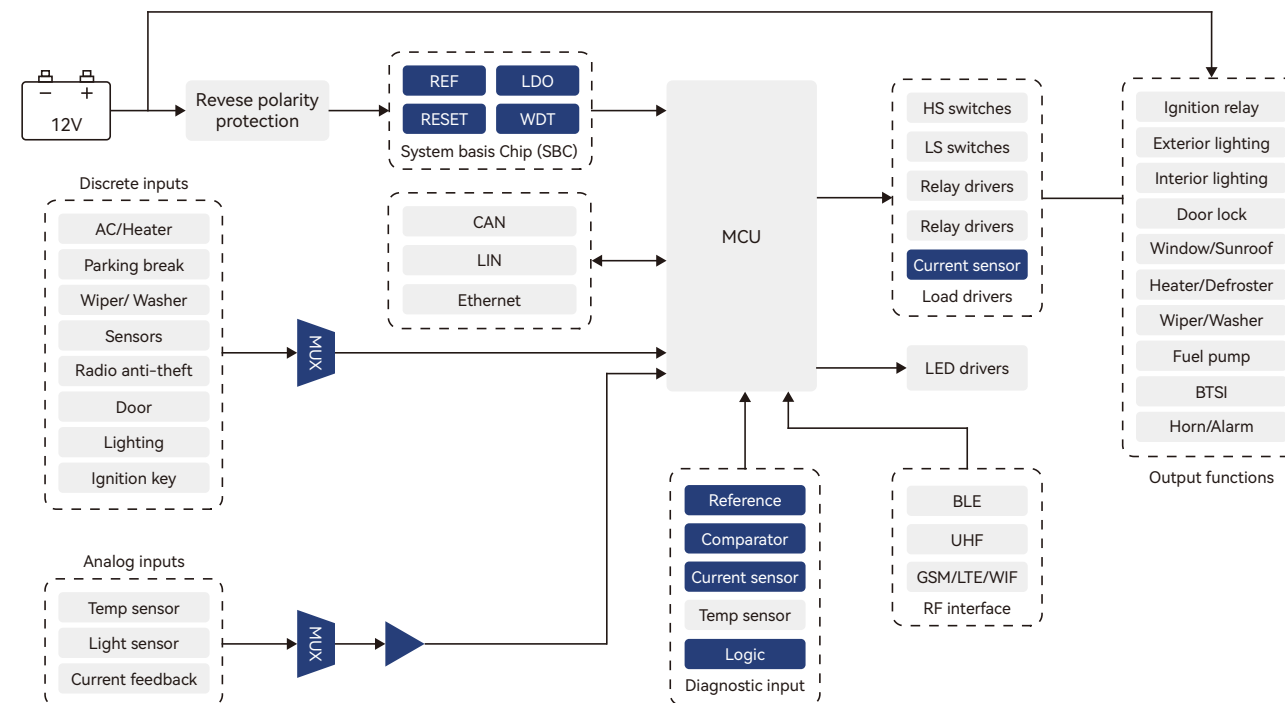 − +
12V
Revese polarity
protection
REF
LDO
RESET
WDT
System basis Chip (SBC)
CAN
LIN
Ethernet
Discrete inputs
AC/Heater
Parking break
Wiper/ Washer
Sensors
Radio anti-theft
Door
Lighting
Ignition key
MUX
Analog inputs
Temp sensor
Light sensor
Current feedback
MUX
MCU
HS switches
LS switches
Relay drivers
Relay drivers
Current sensor
Load drivers
LED drivers
Reference
Comparator
Current sensor
Temp sensor
Logic
Diagnostic input
BLE
UHF
GSM/LTE/WIF
RF interface
Ignition relay
Exterior lighting
Interior lighting
Door lock
Window/Sunroof
Heater/Defroster
Wiper/Washer
Fuel pump
BTSI
Horn/Alarm
Output functions